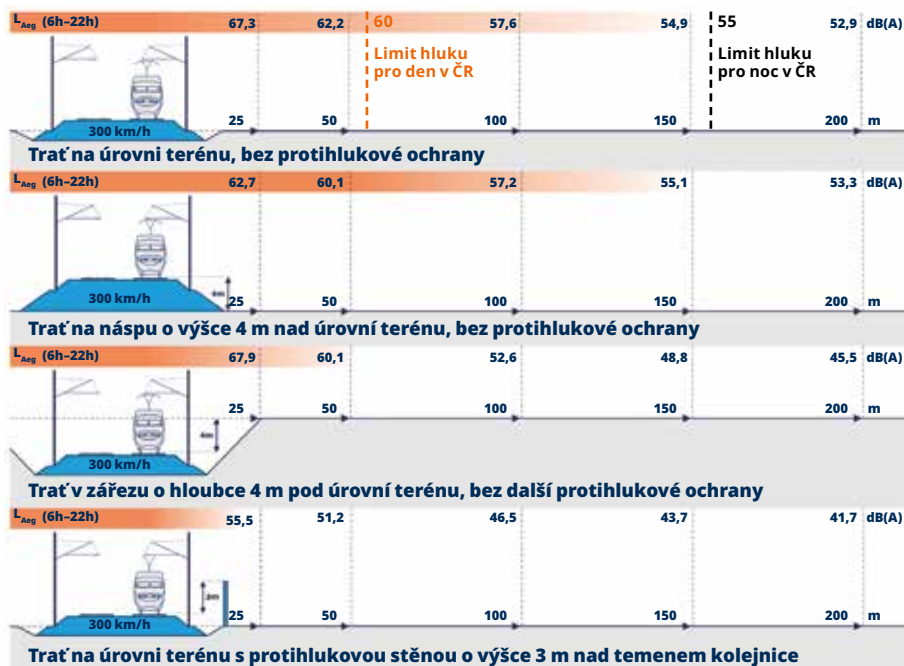 L_Aeg (6h–22h) 67,3 62,2 57,6 54,9 52,9 dB(A)
60 55
Limit hluku Limit hluku
pro den v ČR pro noc v ČR
25 50 100 150 200 m
300 km/h
Trať na úrovni terénu, bez protihlukové ochrany
L_Aeg (6h–22h) 62,7 60,1 57,2 55,1 53,3 dB(A)
4m
300 km/h 25 50 100 150 200 m
Trať na náspu o výšce 4 m nad úrovní terénu, bez protihlukové ochrany
L_Aeg (6h–22h) 67,9 60,1 52,6 48,8 45,5 dB(A)
25 50 100 150 200 m
4m
300 km/h
Trať v zářezu o hloubce 4 m pod úrovní terénu, bez další protihlukové ochrany
L_Aeg (6h–22h) 55,5 51,2 46,5 43,7 41,7 dB(A)
3m
300 km/h 25 50 100 150 200 m
Trať na úrovni terénu s protihlukovou stěnou o výšce 3 m nad temenem kolejnice